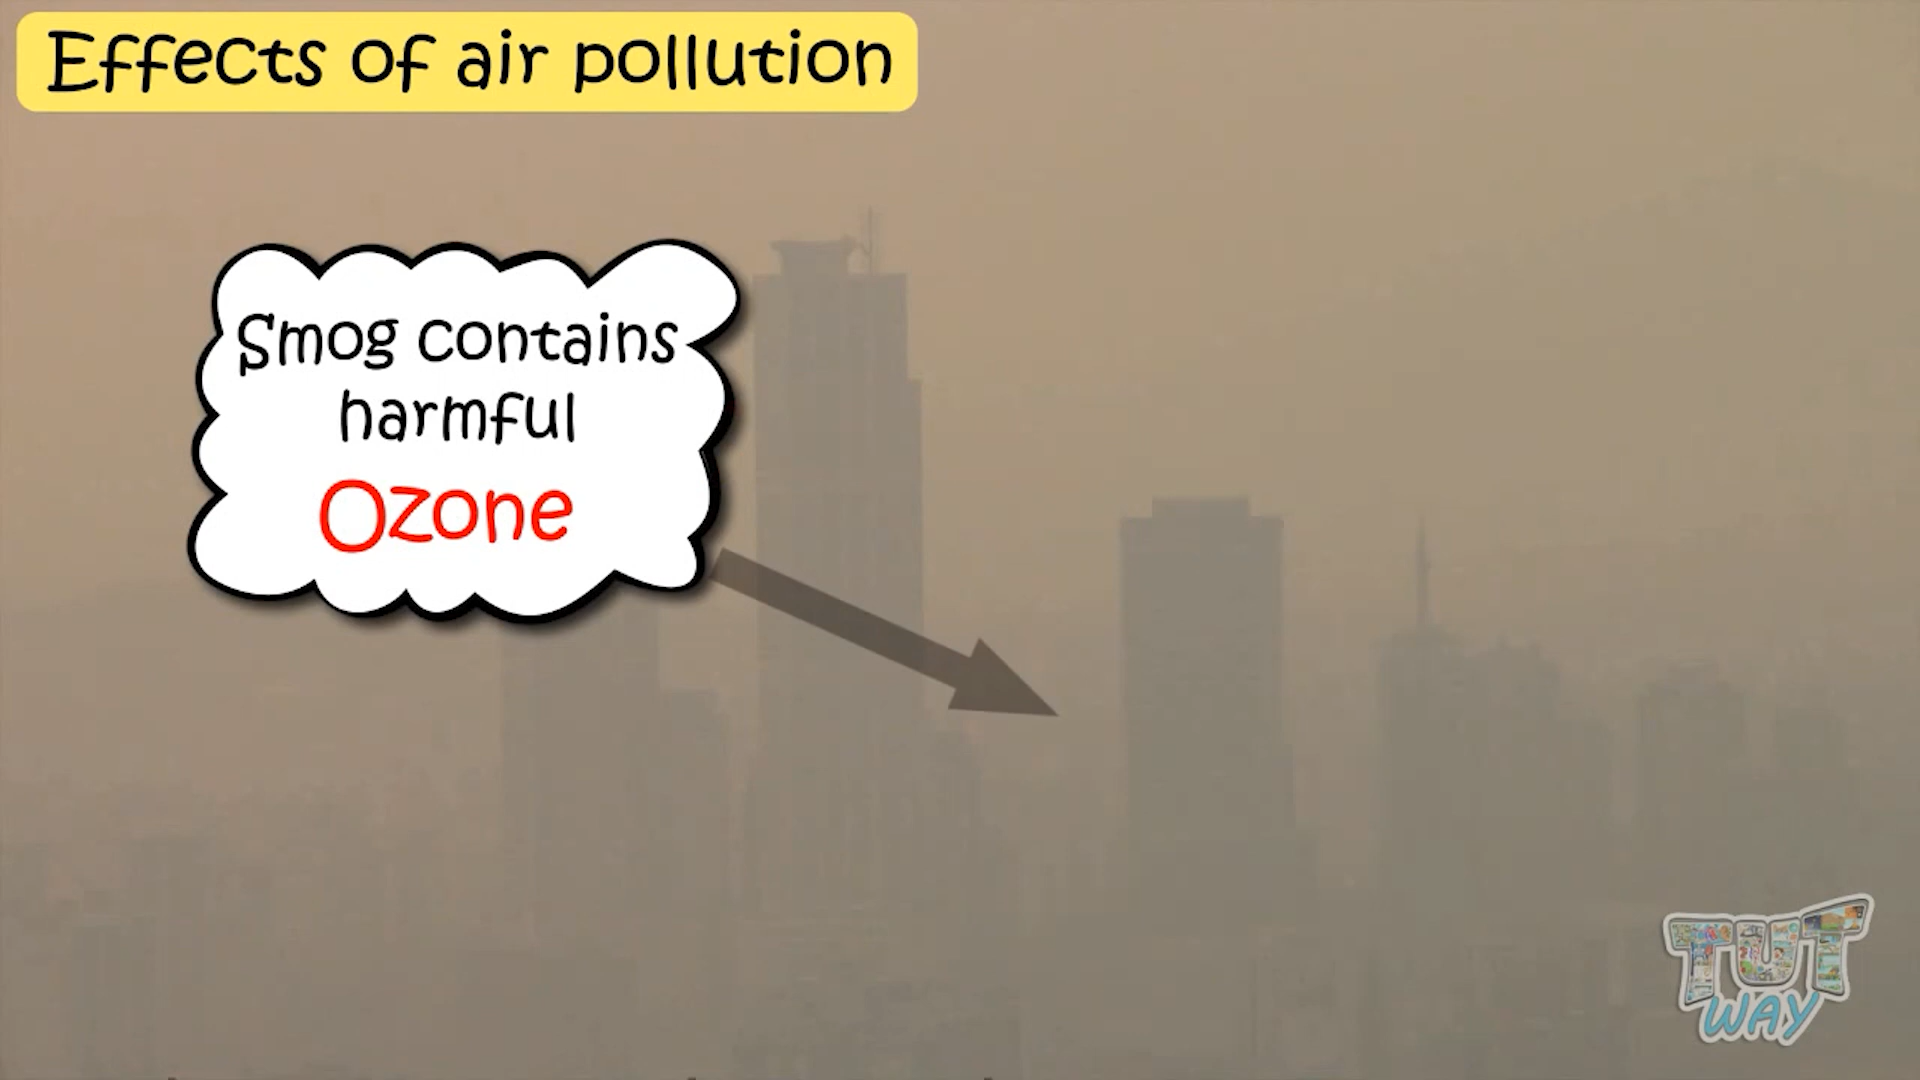 Effects of air pollution
Smog contains
harmful
Ozone
TUT
WAY